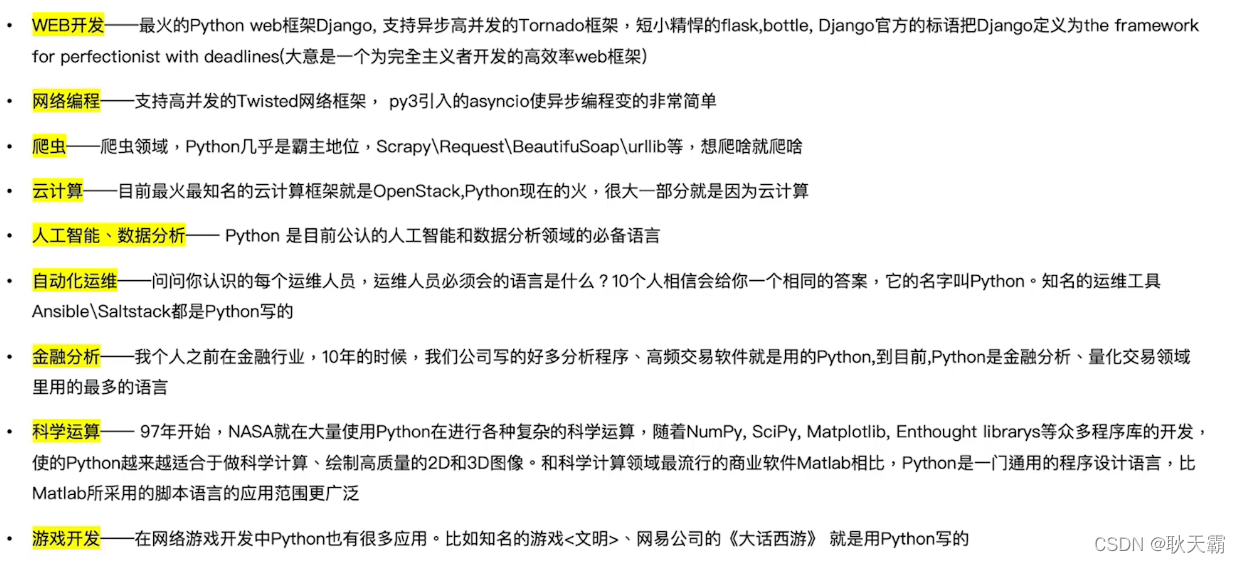 • WEB开发——最火的Python web框架Django, 支持异步高并发的Tornado框架，短小精悍的flask,bottle, Django官方的标语把Django定义为the framework
for perfectionist with deadlines(大意是一个为完全主义者开发的高效率web框架)
• 网络编程——支持高并发的Twisted网络框架， py3引入的asyncio使异步编程变的非常简单
• 爬虫——爬虫领域，Python几乎是霸主地位，Scrapy\Request\BeautifuSoap\urllib等，想爬啥就爬啥
• 云计算——目前最火最知名的云计算框架就是OpenStack,Python现在的火，很大一部分就是因为云计算
• 人工智能、数据分析—— Python 是目前公认的人工智能和数据分析领域的必备语言
• 自动化运维——问问你认识的每个运维人员，运维人员必须会的语言是什么？10个人相信会给你一个相同的答案，它的名字叫Python。知名的运维工具
Ansible\Saltstack都是Python写的
• 金融分析——我个人之前在金融行业，10年的时候，我们公司写的好多分析程序、高频交易软件就是用的Python,到目前,Python是金融分析、量化交易领域
里用的最多的语言
• 科学运算—— 97年开始，NASA就在大量使用Python在进行各种复杂的科学运算，随着NumPy, SciPy, Matplotlib, Enthought librarys等众多程序库的开发，
使的Python越来越适合于做科学计算、绘制高质量的2D和3D图像。和科学计算领域最流行的商业软件Matlab相比，Python是一门通用的程序设计语言，比
Matlab所采用的脚本语言的应用范围更广泛
• 游戏开发——在网络游戏开发中Python也有很多应用。比如知名的游戏<文明>、网易公司的《大话西游》 就是用Python写的
CSDN @耿天霸